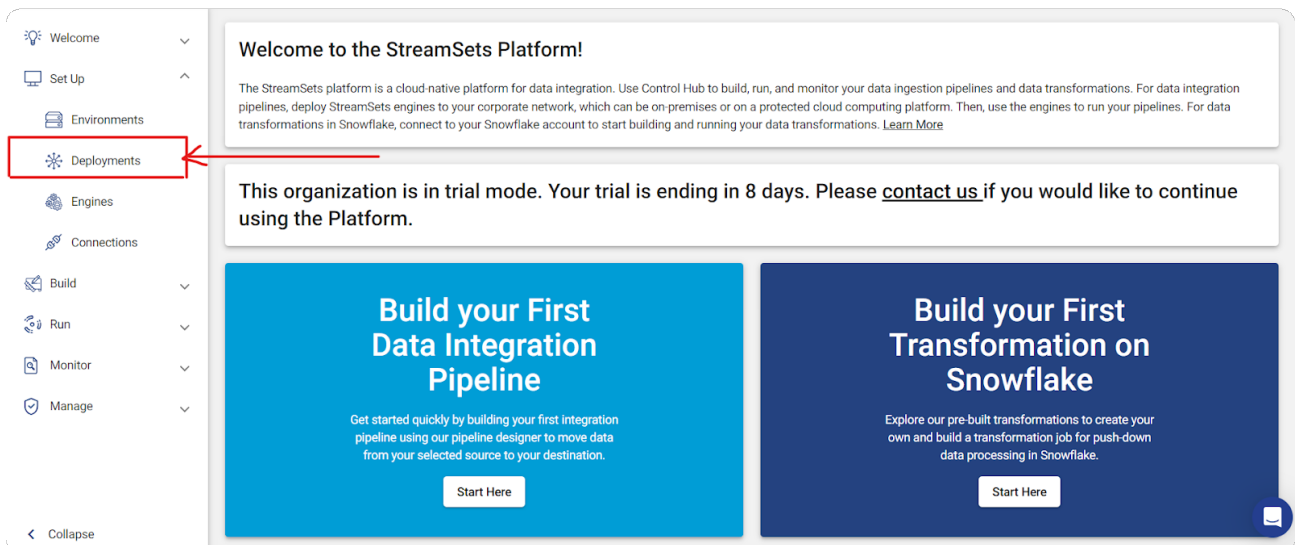 Welcome
Set Up
Environments
Deployments
Engines
Connections
Build
Run
Monitor
Manage
Collapse
Welcome to the StreamSets Platform!
The StreamSets platform is a cloud-native platform for data integration. Use Control Hub to build, run, and monitor your data ingestion pipelines and data transformations. For data integration
pipelines, deploy StreamSets engines to your corporate network, which can be on-premises or on a protected cloud computing platform. Then, use the engines to run your pipelines. For data
transformations in Snowflake, connect to your Snowflake account to start building and running your data transformations. Learn More
This organization is in trial mode. Your trial is ending in 8 days. Please contact us if you would like to continue
using the Platform.
Build your First
Data Integration
Pipeline
Get started quickly by building your first integration
pipeline using our pipeline designer to move data
from your selected source to your destination.
Start Here
Build your First
Transformation on
Snowflake
Explore our pre-built transformations to create your
own and build a transformation job for push-down
data processing in Snowflake.
Start Here